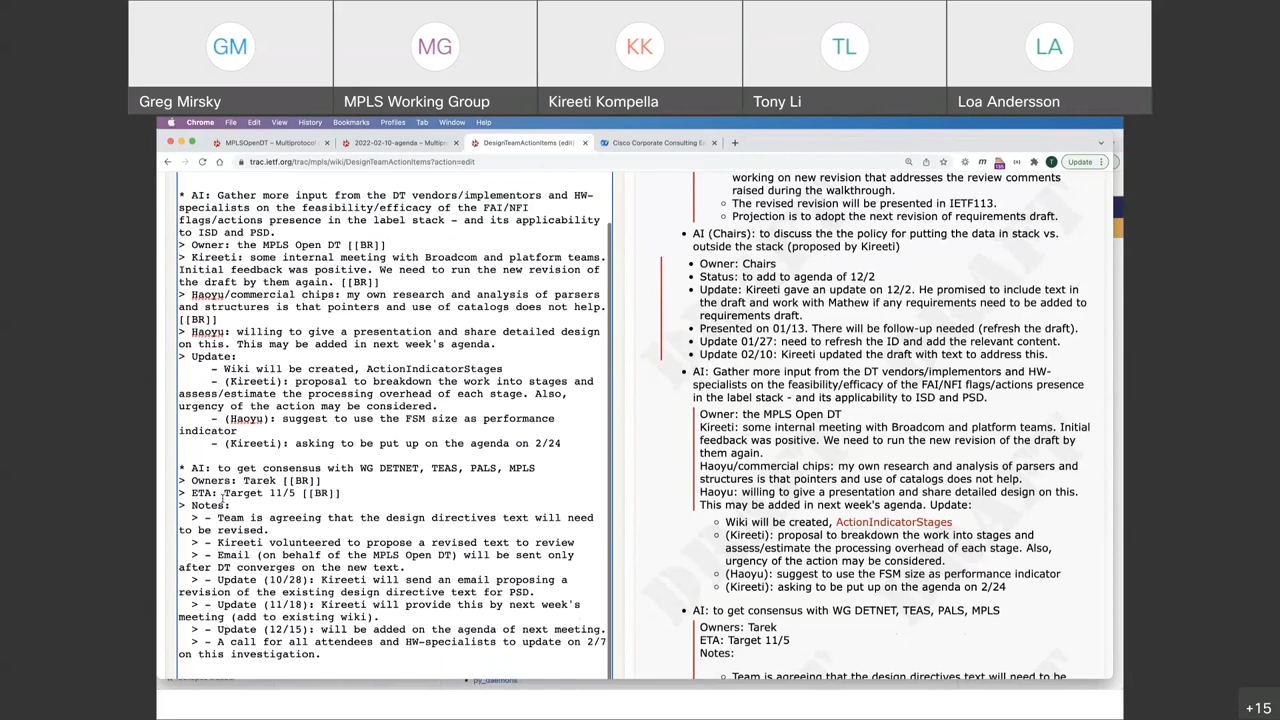 GM
MG
KK
TL
LA
Greg Mirsky
MPLS Working Group
Kireeti Kompella
Tony Li
Loa Andersson
Chrome File Edit View History Bookmarks Profiles Tab Window Help
MPLSOpenDT – Multiprotocol
2022-02-10-agenda – Multipro
DesignTeamActionItems (edit)
Cisco Corporate Consulting E
trac.ietf.org/trac/mpls/wiki/DesignTeamActionItems?action=edit
Update
* AI: Gather more input from the DT vendors/implementors and HW-
specialists on the feasibility/efficacy of the FAI/NFI
flags/actions presence in the label stack - and its applicability
to ISD and PSD.
> Owner: the MPLS Open DT [[BR]]
> Kireeti: some internal meeting with Broadcom and platform teams.
Initial feedback was positive. We need to run the new revision of
the draft by them again. [[BR]]
> Haoyu/commercial chips: my own research and analysis of parsers
and structures is that pointers and use of catalogs does not help.
[[BR]]
> Haoyu: willing to give a presentation and share detailed design
on this. This may be added in next week's agenda.
> Update:
- Wiki will be created, ActionIndicatorStages
- (Kireeti): proposal to breakdown the work into stages and
assess/estimate the processing overhead of each stage. Also,
urgency of the action may be considered.
- (Haoyu): suggest to use the FSM size as performance
indicator
- (Kireeti): asking to be put up on the agenda on 2/24
* AI: to get consensus with WG DETNET, TEAS, PALS, MPLS
> Owners: Tarek [[BR]]
> ETA: Target 11/5 [[BR]]
> Notes:
> - Team is agreeing that the design directives text will need
to be revised.
> - Kireeti volunteered to propose a revised text to review
> - Email (on behalf of the MPLS Open DT) will be sent only
after DT converges on the new text.
> - Update (10/28): Kireeti will send an email proposing a
revision of the existing design directive text for PSD.
> - Update (11/18): Kireeti will provide this by next week's
meeting (add to existing wiki).
> - Update (12/15): will be added on the agenda of next meeting.
> - A call for all attendees and HW-specialists to update on 2/7
on this investigation.
working on new revision that addresses the review comments
raised during the walkthrough.
The revised revision will be presented in IETF113.
Projection is to adopt the next revision of requirements draft.
AI (Chairs): to discuss the the policy for putting the data in stack vs.
outside the stack (proposed by Kireeti)
Owner: Chairs
Status: to add to agenda of 12/2
Update: Kireeti gave an update on 12/2. He promised to include text in
the draft and work with Mathew if any requirements need to be added to
requirements draft.
Presented on 01/13. There will be follow-up needed (refresh the draft).
Update 01/27: need to refresh the ID and add the relevant content.
Update 02/10: Kireeti updated the draft with text to address this.
AI: Gather more input from the DT vendors/implementors and HW-
specialists on the feasibility/efficacy of the FAI/NFI flags/actions presence
in the label stack - and its applicability to ISD and PSD.
Owner: the MPLS Open DT
Kireeti: some internal meeting with Broadcom and platform teams. Initial
feedback was positive. We need to run the new revision of the draft by
them again.
Haoyu/commercial chips: my own research and analysis of parsers and
structures is that pointers and use of catalogs does not help.
Haoyu: willing to give a presentation and share detailed design on this.
This may be added in next week's agenda. Update:
Wiki will be created, ActionIndicatorStages
(Kireeti): proposal to breakdown the work into stages and
assess/estimate the processing overhead of each stage. Also,
urgency of the action may be considered.
(Haoyu): suggest to use the FSM size as performance indicator
(Kireeti): asking to be put up on the agenda on 2/24
AI: to get consensus with WG DETNET, TEAS, PALS, MPLS
Owners: Tarek
ETA: Target 11/5
Notes:
Team is agreeing that the design directives text will need to be
py_daemons
+15